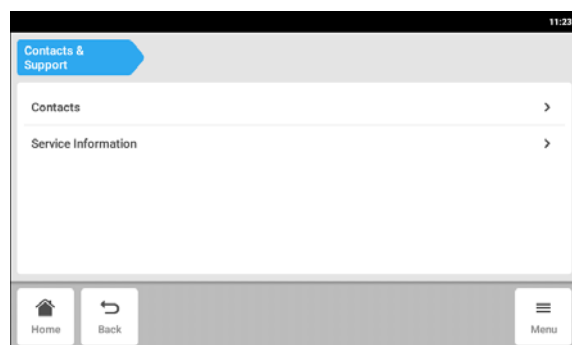 11:23
Contacts &
Support
Contacts
Service Information
Home
Back
Menu